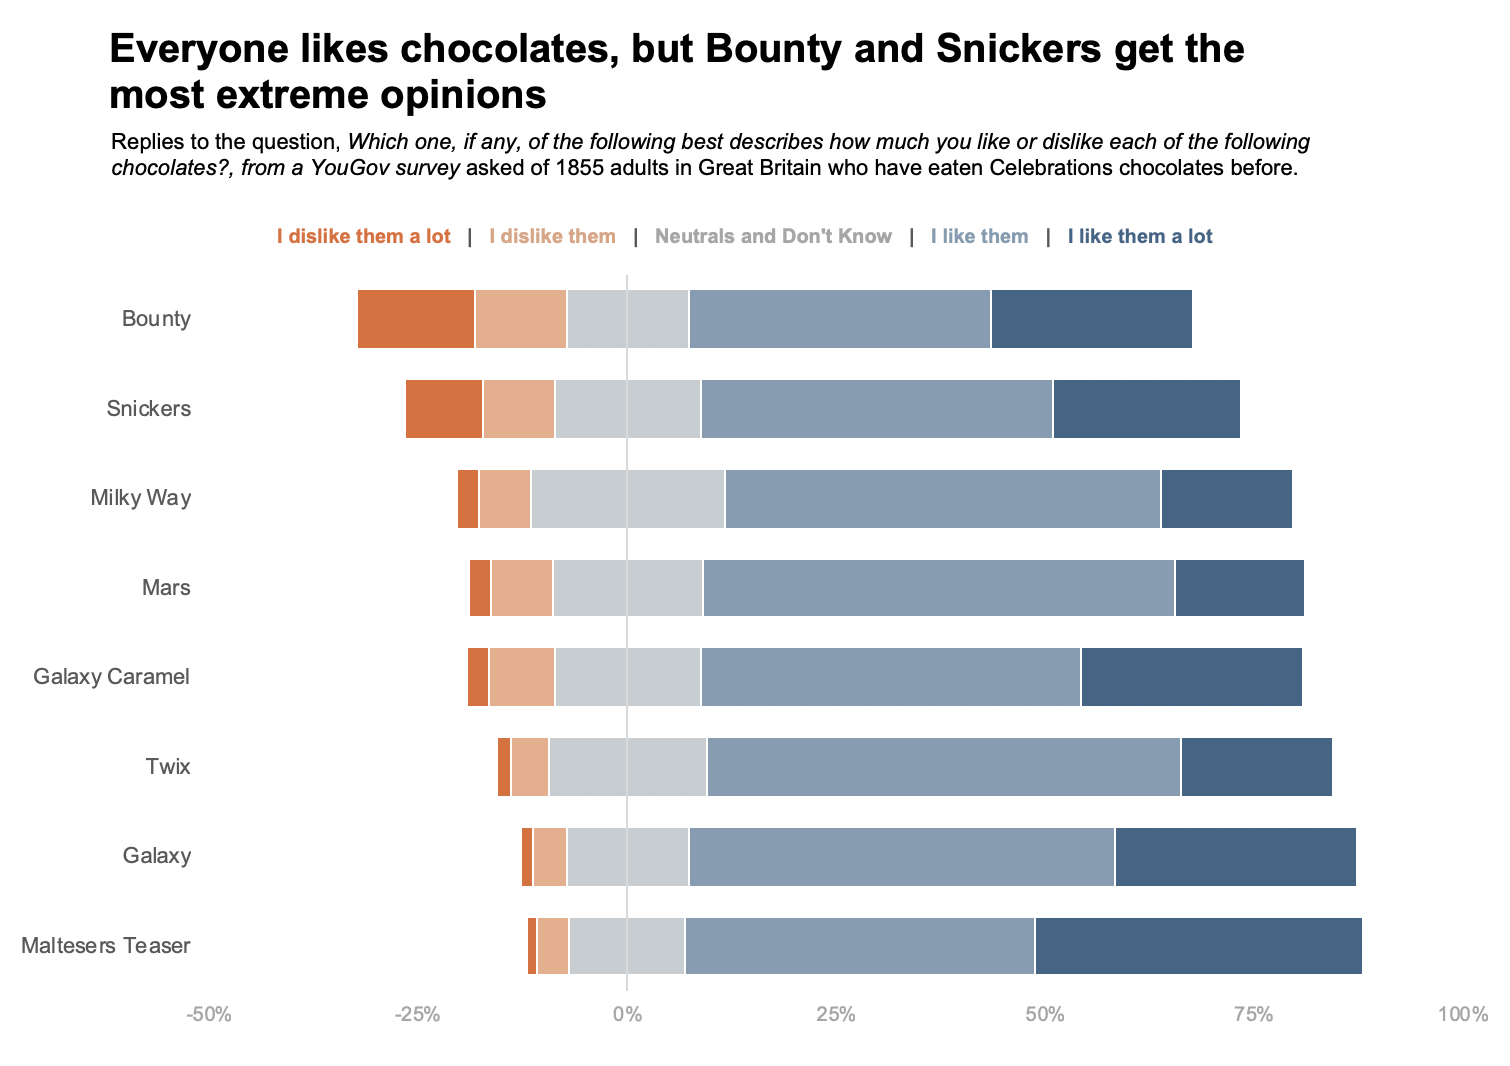 Everyone likes chocolates, but Bounty and Snickers get the
most extreme opinions
Replies to the question, Which one, if any, of the following best describes how much you like or dislike each of the following
chocolates?, from a YouGov survey asked of 1855 adults in Great Britain who have eaten Celebrations chocolates before.
I dislike them a lot | I dislike them | Neutrals and Don't Know | I like them | I like them a lot
Bounty
Snickers
Milky Way
Mars
Galaxy Caramel
Twix
Galaxy
Maltesers Teaser
-50% -25% 0% 25% 50% 75% 100%